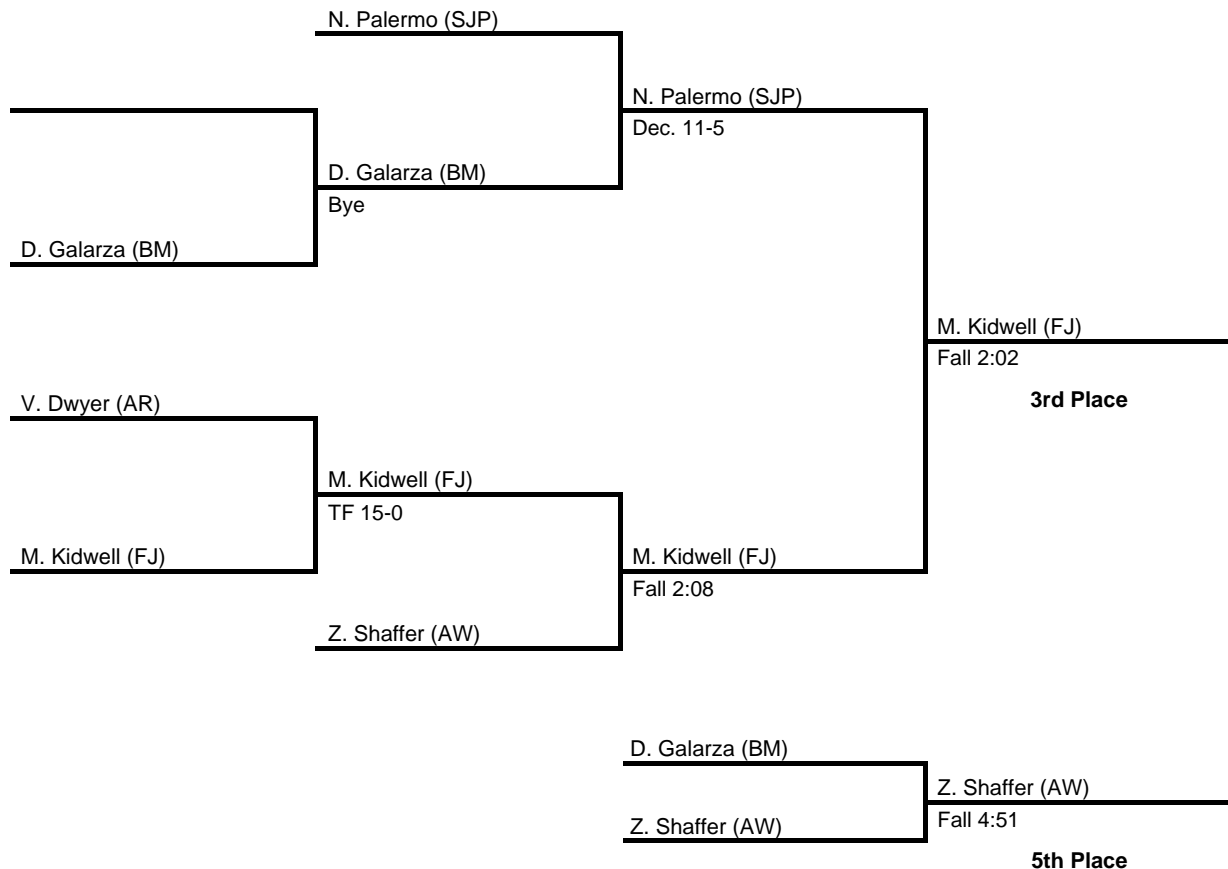 N. Palermo (SJP)
N. Palermo (SJP)
Dec. 11-5
D. Galarza (BM)
Bye
D. Galarza (BM)
M. Kidwell (FJ)
Fall 2:02
3rd Place
V. Dwyer (AR)
M. Kidwell (FJ)
TF 15-0
M. Kidwell (FJ)
M. Kidwell (FJ)
Fall 2:08
Z. Shaffer (AW)
D. Galarza (BM)
Z. Shaffer (AW)
Fall 4:51
Z. Shaffer (AW)
5th Place